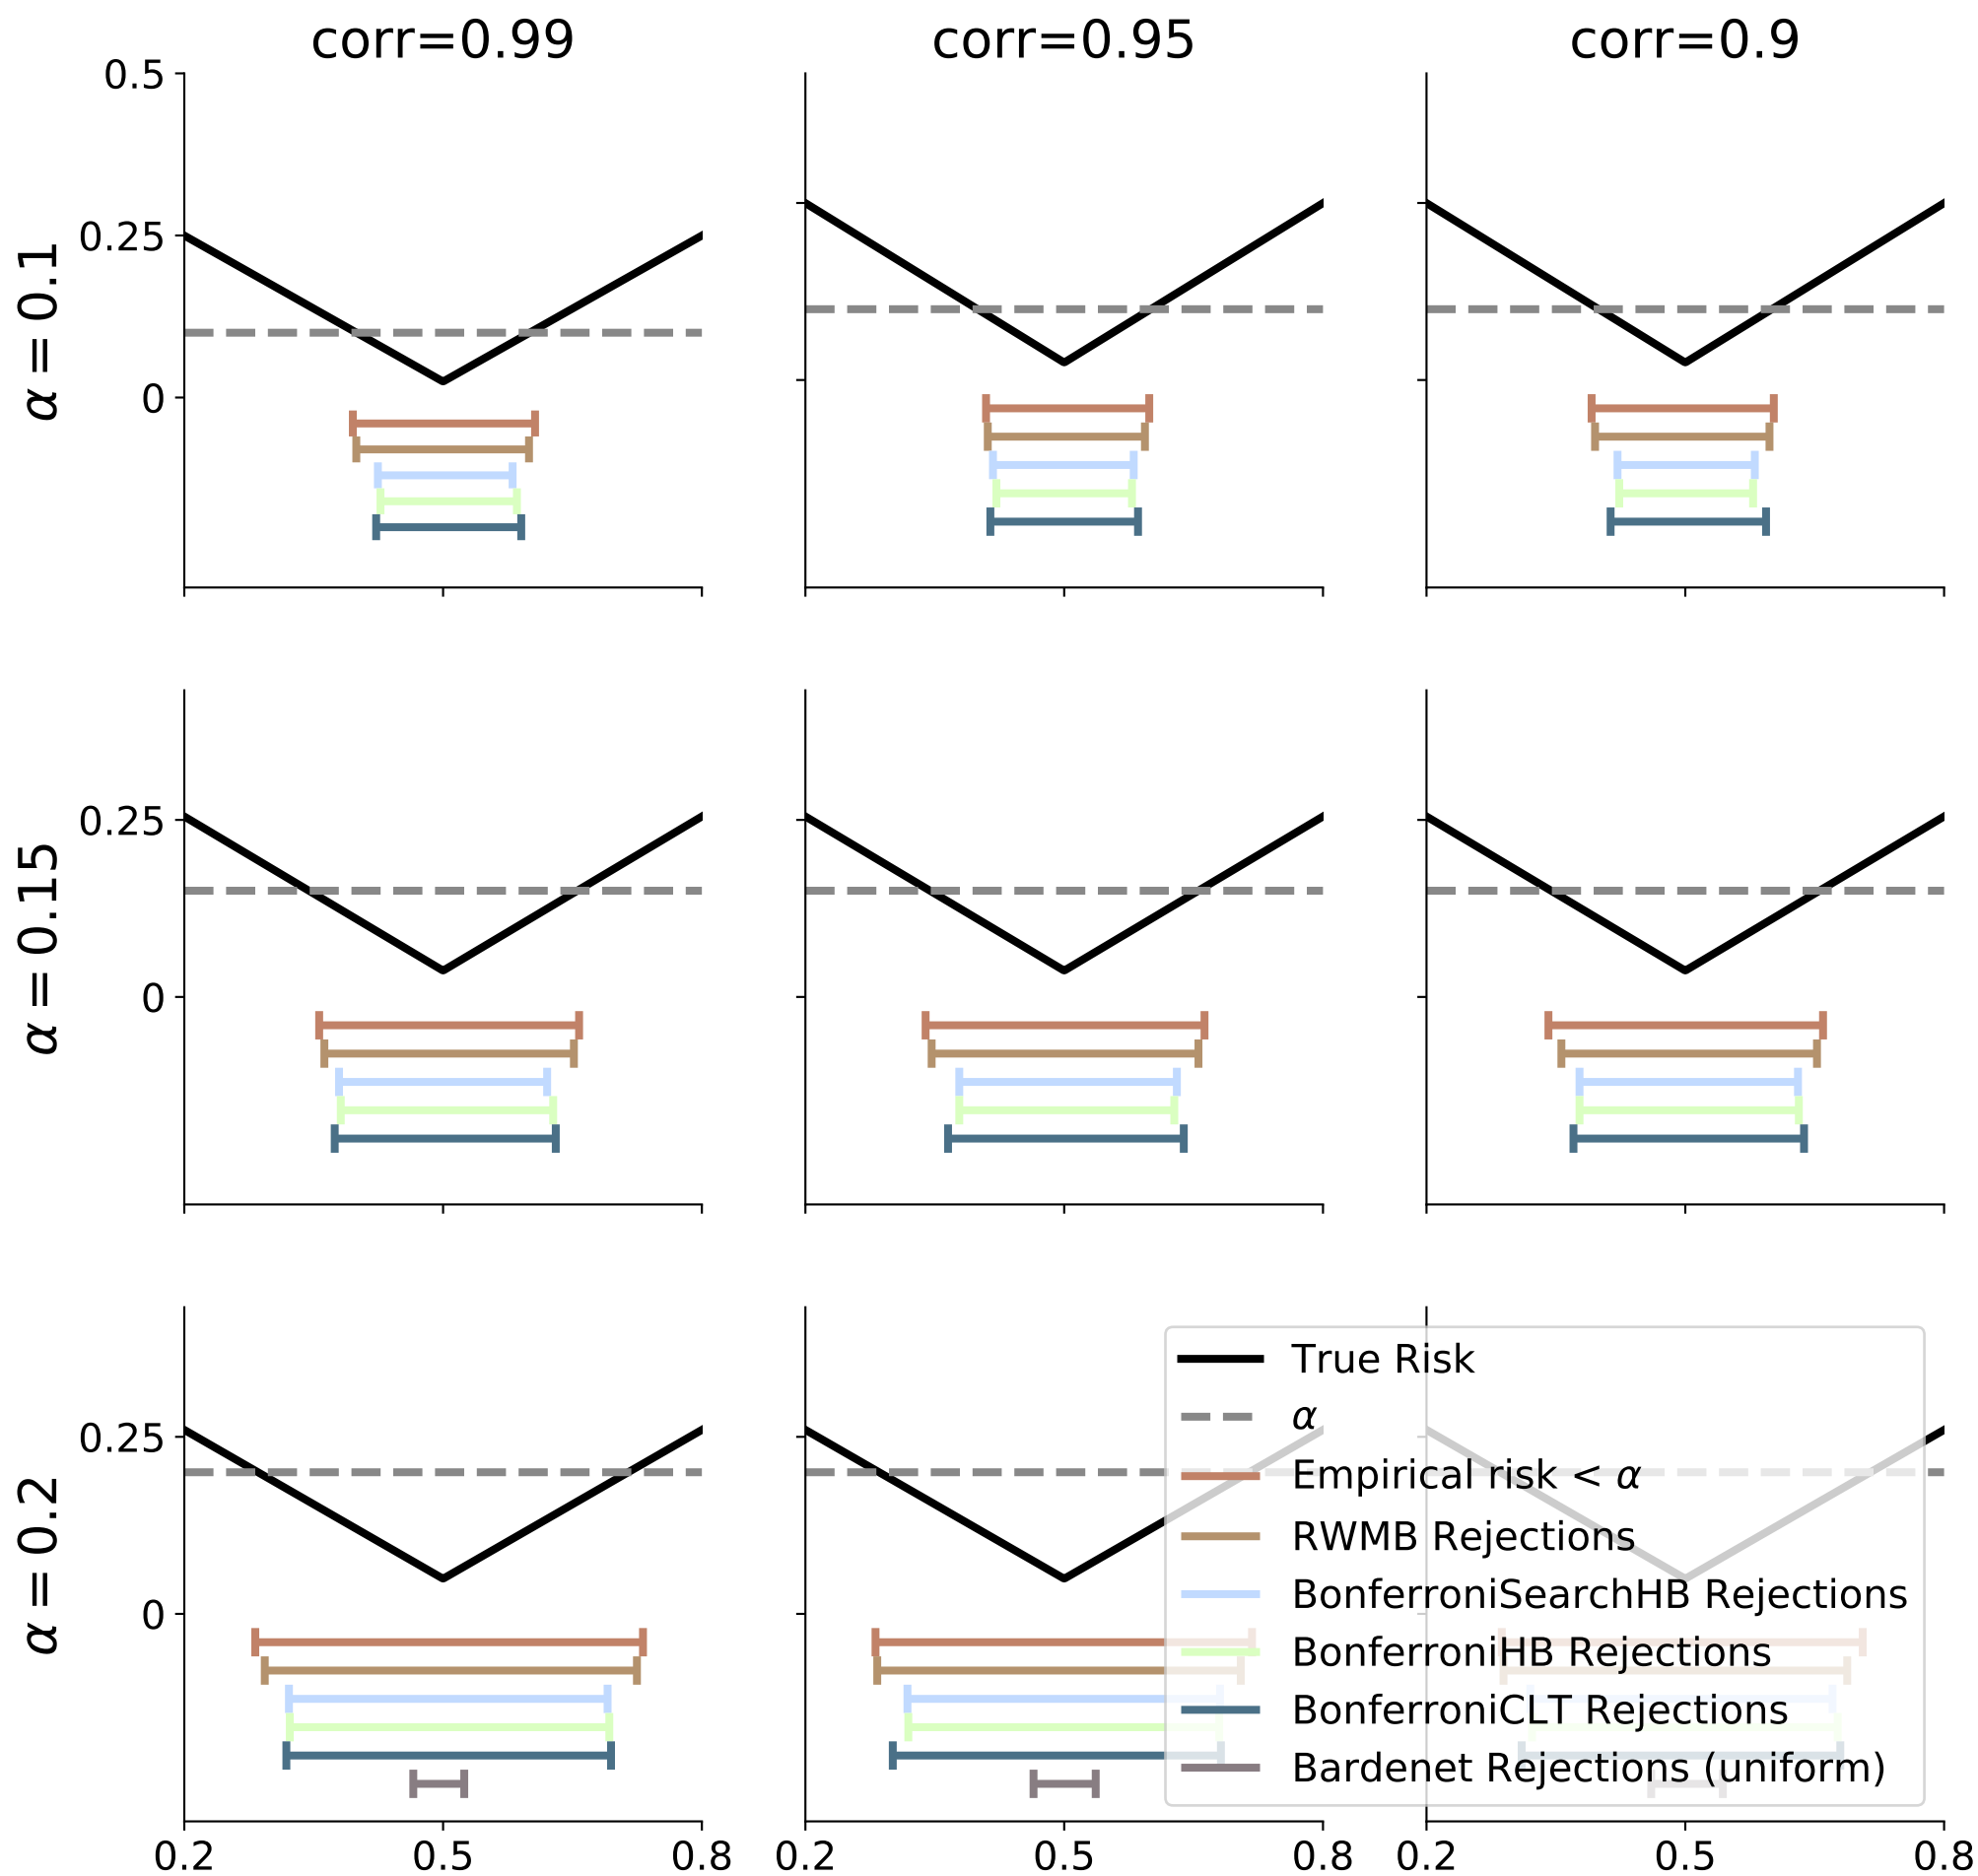 corr=0.99 corr=0.95 corr=0.9
0.5
0.25
0
α = 0.1
0.25
0
α = 0.15
0.25
0
α = 0.2
True Risk
α
Empirical risk < α
RWMB Rejections
BonferroniSearchHB Rejections
BonferroniHB Rejections
BonferroniCLT Rejections
Bardenet Rejections (uniform)
0.2 0.5 0.8 0.2 0.5 0.8 0.2 0.5 0.8